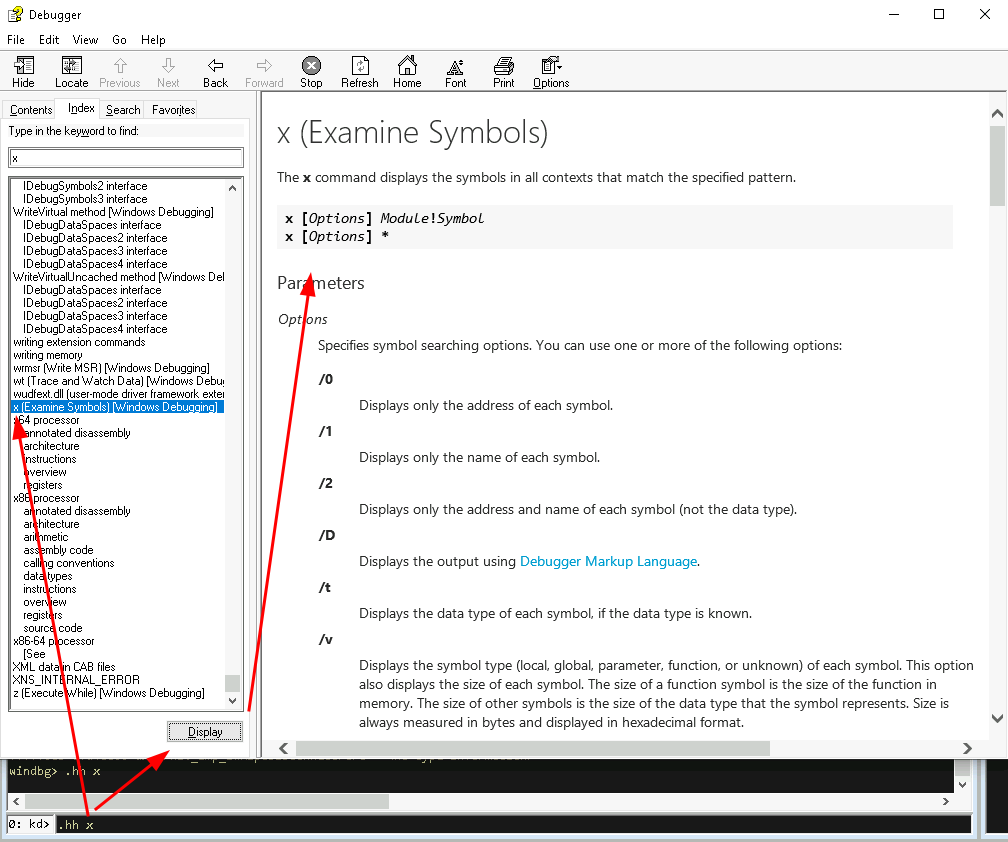 Debugger
File Edit View Go Help
Hide Locate Previous Next Back Forward Stop Refresh Home Font Print Options
Contents Index Search Favorites
Type in the keyword to find:
x
IDebugSymbols2 interface
IDebugSymbols3 interface
WriteVirtual method [Windows Debugging]
IDebugDataSpaces interface
IDebugDataSpaces2 interface
IDebugDataSpaces3 interface
IDebugDataSpaces4 interface
WriteVirtualUncached method [Windows Del
IDebugDataSpaces interface
IDebugDataSpaces2 interface
IDebugDataSpaces3 interface
IDebugDataSpaces4 interface
writing extension commands
writing memory
wrmsr (Write MSR) [Windows Debugging]
wt (Trace and Watch Data) [Windows Debu
wudfext.dll (user-mode driver framework exter
x (Examine Symbols) [Windows Debugging]
x64 processor
annotated disassembly
architecture
instructions
overview
registers
x86 processor
annotated disassembly
architecture
arithmetic
assembly code
calling conventions
data types
instructions
overview
registers
source code
x86-64 processor
[See
XML data in CAB files
XNS_INTERNAL_ERROR
z (Execute While) [Windows Debugging]
Display
x (Examine Symbols)
The x command displays the symbols in all contexts that match the specified pattern.
x [Options] Module!Symbol
x [Options] *
Parameters
Options
Specifies symbol searching options. You can use one or more of the following options:
/0
Displays only the address of each symbol.
/1
Displays only the name of each symbol.
/2
Displays only the address and name of each symbol (not the data type).
/D
Displays the output using Debugger Markup Language.
/t
Displays the data type of each symbol, if the data type is known.
/v
Displays the symbol type (local, global, parameter, function, or unknown) of each symbol. This option
also displays the size of each symbol. The size of a function symbol is the size of the function in
memory. The size of other symbols is the size of the data type that the symbol represents. Size is
always measured in bytes and displayed in hexadecimal format.
windbg> .hh x
0: kd> .hh x